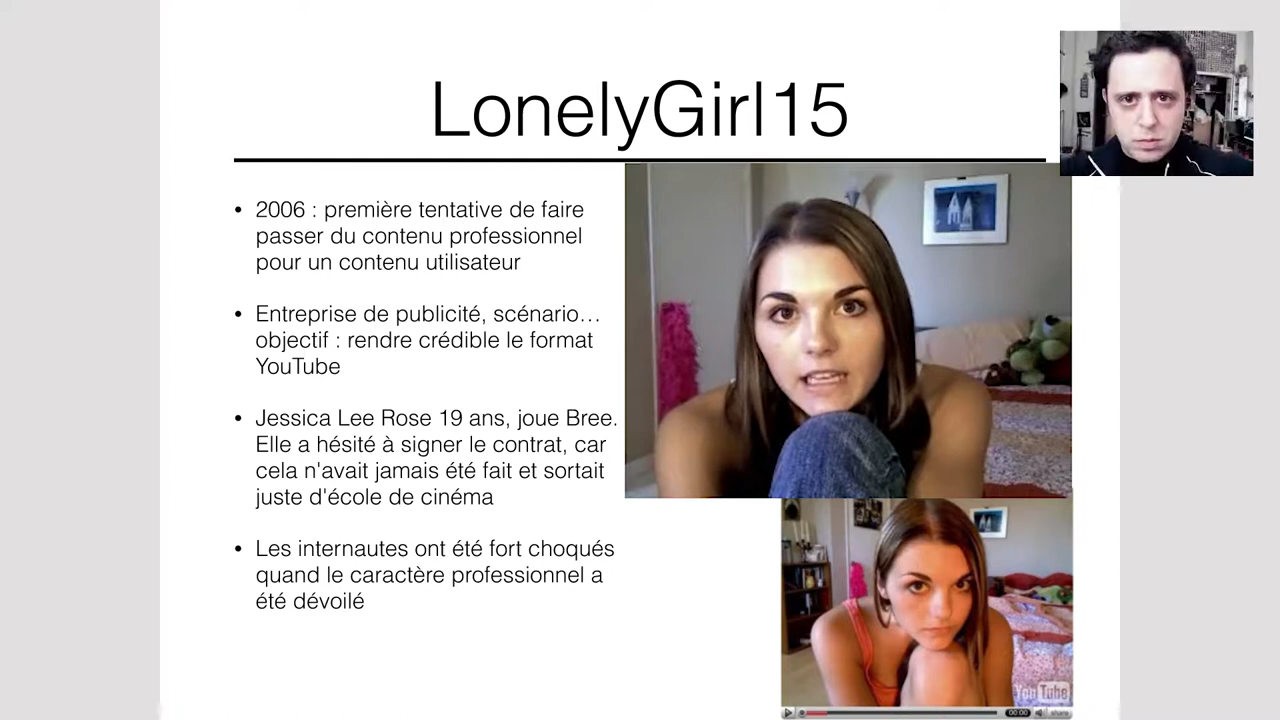 LonelyGirl15
• 2006 : première tentative de faire
passer du contenu professionnel
pour un contenu utilisateur
• Entreprise de publicité, scénario…
objectif : rendre crédible le format
YouTube
• Jessica Lee Rose 19 ans, joue Bree.
Elle a hésité à signer le contrat, car
cela n'avait jamais été fait et sortait
juste d'école de cinéma
• Les internautes ont été fort choqués
quand le caractère professionnel a
été dévoilé
YouTube
00:00 share